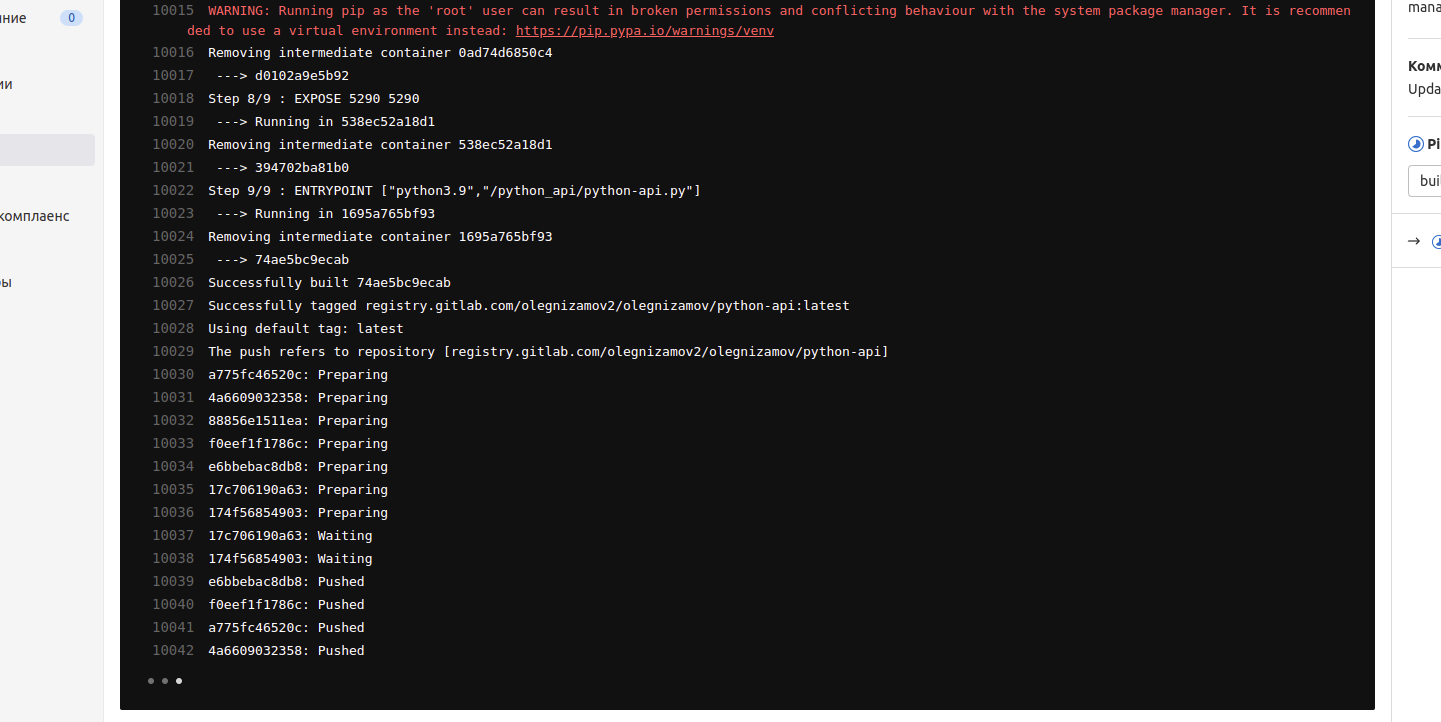 ние
0
ии
комплаенс
ры
10015 WARNING: Running pip as the 'root' user can result in broken permissions and conflicting behaviour with the system package manager. It is recommen
ded to use a virtual environment instead: https://pip.pypa.io/warnings/venv
10016 Removing intermediate container 0ad74d6850c4
10017 ---> d0102a9e5b92
10018 Step 8/9 : EXPOSE 5290 5290
10019 ---> Running in 538ec52a18d1
10020 Removing intermediate container 538ec52a18d1
10021 ---> 394702ba81b0
10022 Step 9/9 : ENTRYPOINT ["python3.9","/python_api/python-api.py"]
10023 ---> Running in 1695a765bf93
10024 Removing intermediate container 1695a765bf93
10025 ---> 74ae5bc9ecab
10026 Successfully built 74ae5bc9ecab
10027 Successfully tagged registry.gitlab.com/olegnizamov2/olegnizamov/python-api:latest
10028 Using default tag: latest
10029 The push refers to repository [registry.gitlab.com/olegnizamov2/olegnizamov/python-api]
10030 a775fc46520c: Preparing
10031 4a6609032358: Preparing
10032 88856e1511ea: Preparing
10033 f0eef1f1786c: Preparing
10034 e6bbebac8db8: Preparing
10035 17c706190a63: Preparing
10036 174f56854903: Preparing
10037 17c706190a63: Waiting
10038 174f56854903: Waiting
10039 e6bbebac8db8: Pushed
10040 f0eef1f1786c: Pushed
10041 a775fc46520c: Pushed
10042 4a6609032358: Pushed
mana
Комм
Upda
Pi
buil
→